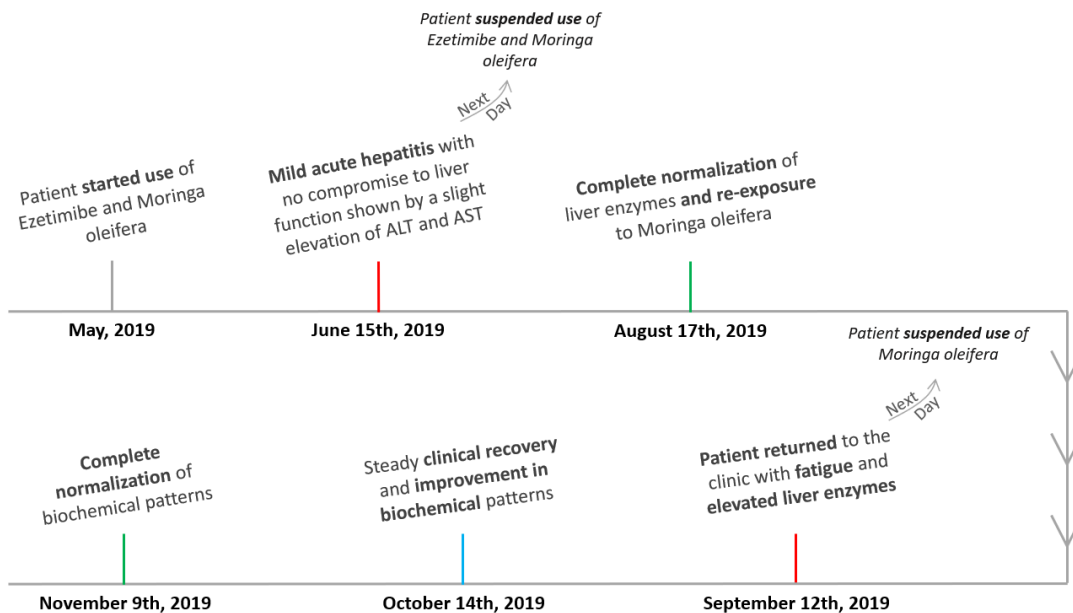 Patient started use of
Ezetimibe and Moringa
oleifera
May, 2019
Mild acute hepatitis with
no compromise to liver
function shown by a slight
elevation of ALT and AST
June 15th, 2019
Next
Day
Patient suspended use of
Ezetimibe and Moringa
oleifera
Complete normalization of
liver enzymes and re-exposure
to Moringa oleifera
August 17th, 2019
Patient returned to the
clinic with fatigue and
elevated liver enzymes
September 12th, 2019
Next
Day
Patient suspended use of
Moringa oleifera
Steady clinical recovery
and improvement in
biochemical patterns
October 14th, 2019
Complete
normalization of
biochemical patterns
November 9th, 2019